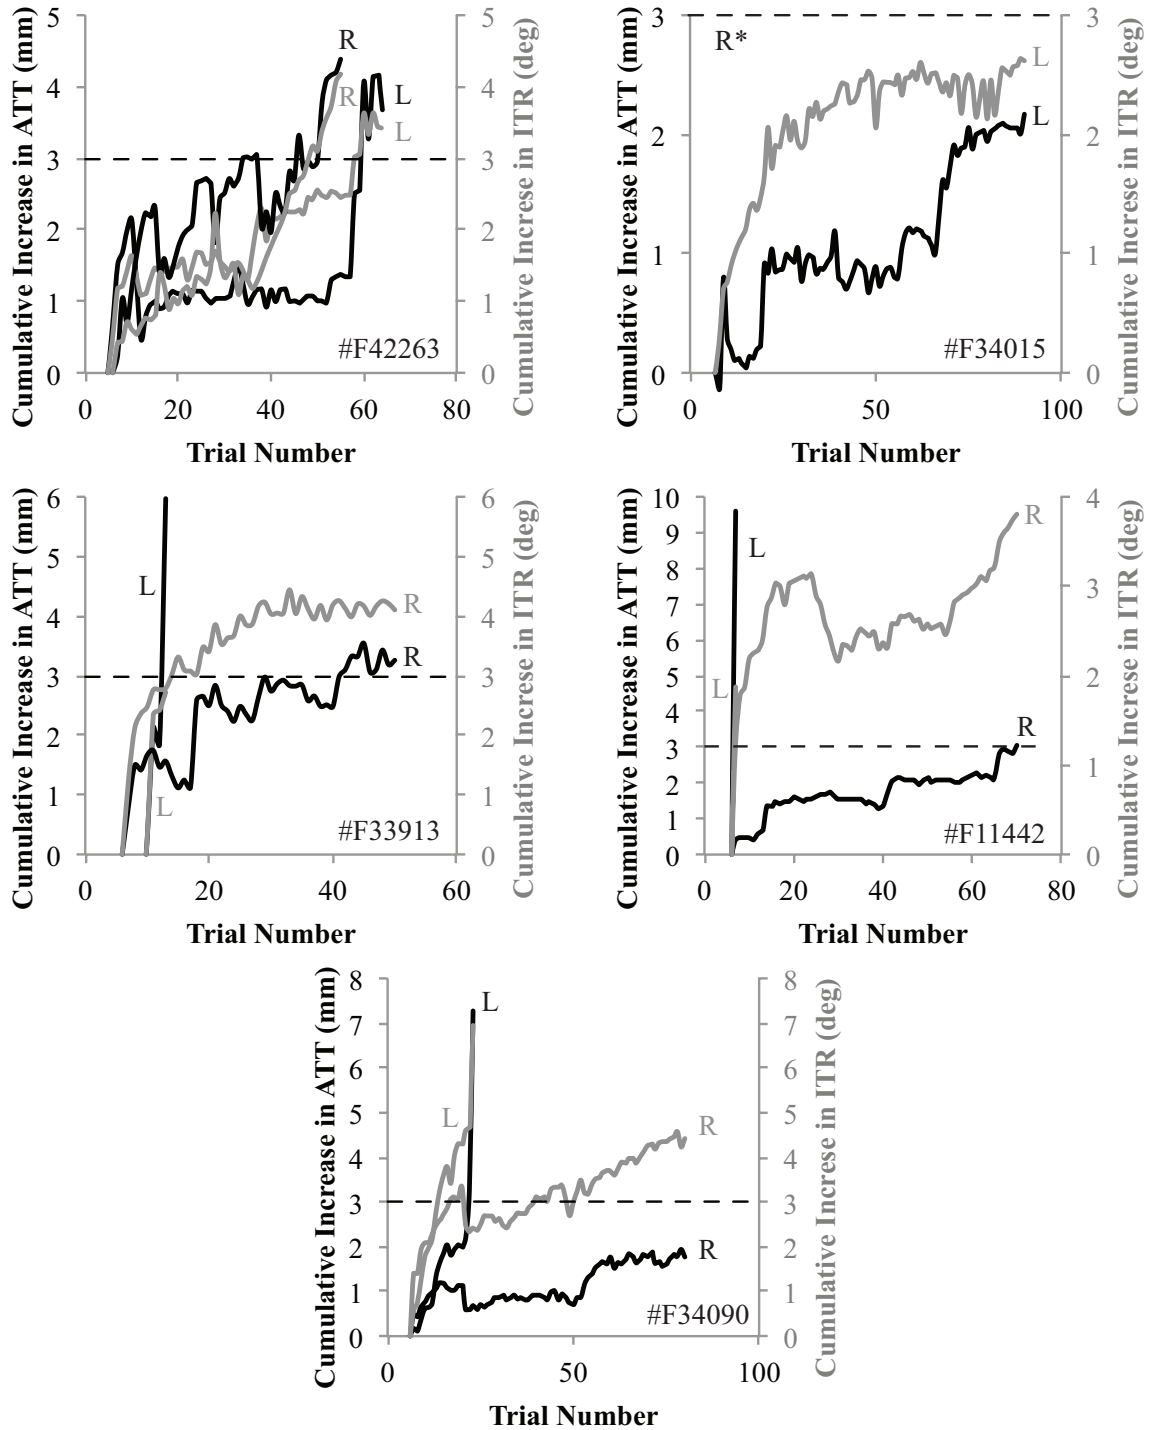 Cumulative Increase in ATT (mm)
5
4
3
2
1
0
R
R
L
L
#F42263
5
4
3
2
1
0
Cumulative Increse in ITR (deg)
0 20 40 60 80
Trial Number
Cumulative Increase in ATT (mm)
3
2
1
0
R*
L
L
#F34015
3
2
1
0
Cumulative Increse in ITR (deg)
0 50 100
Trial Number
Cumulative Increase in ATT (mm)
6
5
4
3
2
1
0
L
R
R
L
#F33913
6
5
4
3
2
1
0
Cumulative Increse in ITR (deg)
0 20 40 60
Trial Number
Cumulative Increase in ATT (mm)
10
9
8
7
6
5
4
3
2
1
0
R
L
L
R
#F11442
4
3
2
1
0
Cumulative Increse in ITR (deg)
0 20 40 60 80
Trial Number
Cumulative Increase in ATT (mm)
8
7
6
5
4
3
2
1
0
L
L
R
R
#F34090
8
7
6
5
4
3
2
1
0
Cumulative Increse in ITR (deg)
0 50 100
Trial Number